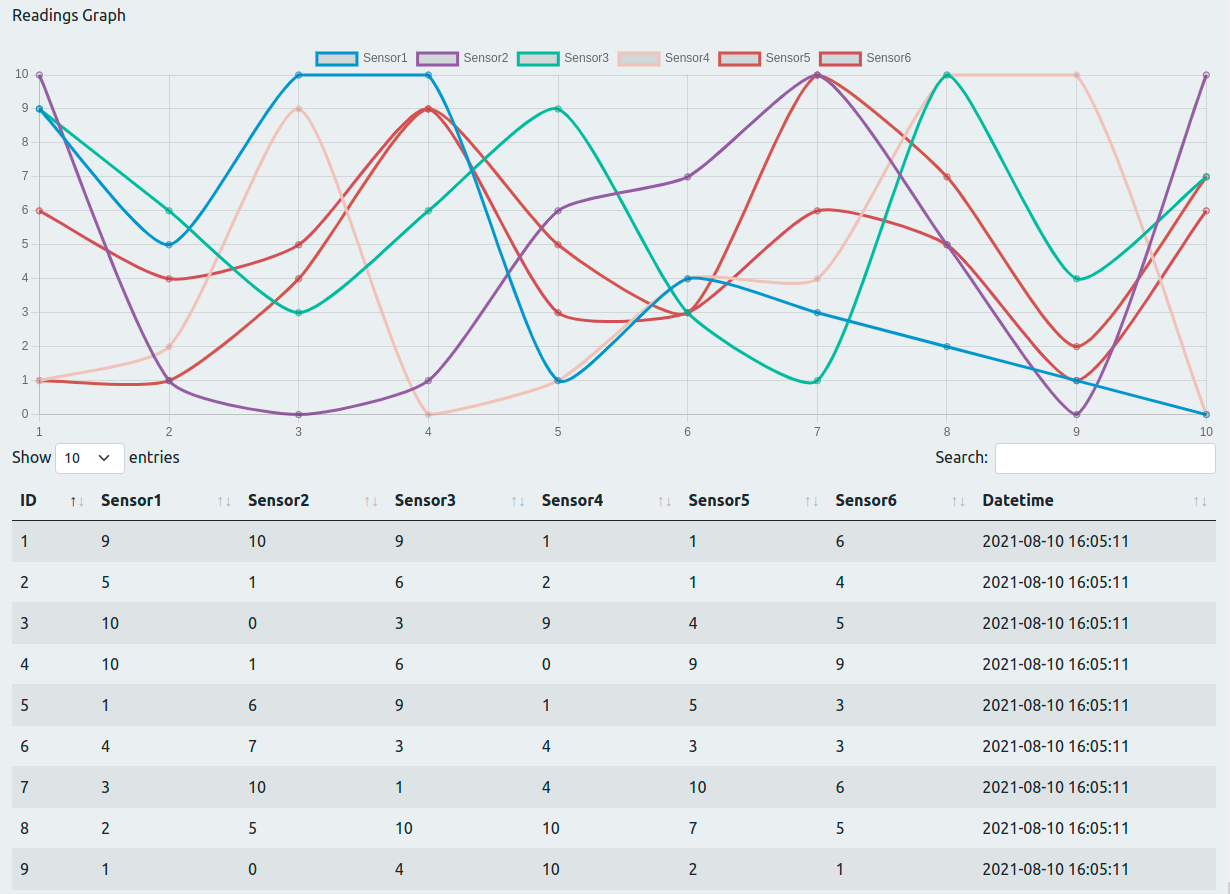 Readings Graph
Sensor1 Sensor2 Sensor3 Sensor4 Sensor5 Sensor6
10
9
8
7
6
5
4
3
2
1
0
1 2 3 4 5 6 7 8 9 10
Show 10 entries Search:
ID Sensor1 Sensor2 Sensor3 Sensor4 Sensor5 Sensor6 Datetime
1 9 10 9 1 1 6 2021-08-10 16:05:11
2 5 1 6 2 1 4 2021-08-10 16:05:11
3 10 0 3 9 4 5 2021-08-10 16:05:11
4 10 1 6 0 9 9 2021-08-10 16:05:11
5 1 6 9 1 5 3 2021-08-10 16:05:11
6 4 7 3 4 3 3 2021-08-10 16:05:11
7 3 10 1 4 10 6 2021-08-10 16:05:11
8 2 5 10 10 7 5 2021-08-10 16:05:11
9 1 0 4 10 2 1 2021-08-10 16:05:11